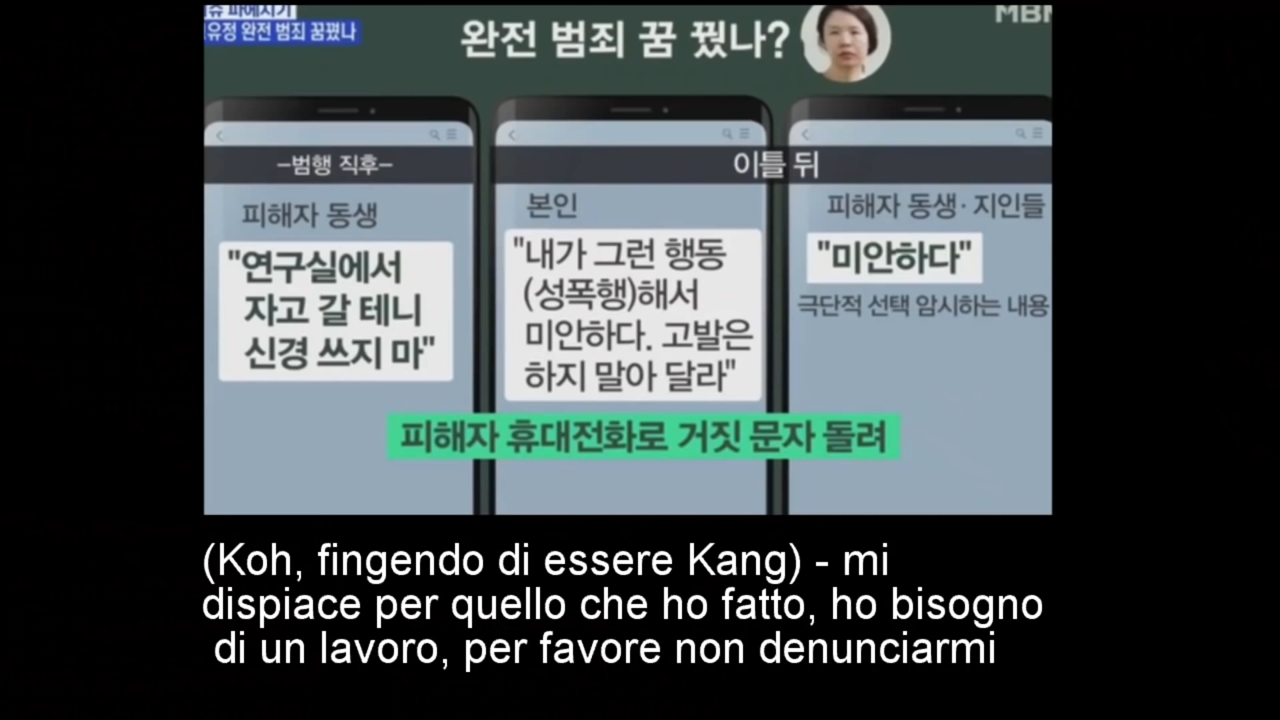 유정 완전 범죄 꿈꿨나
완전 범죄 꿈 꿨나?
MBN
-범행 직후-
피해자 동생
"연구실에서
자고 갈 테니
신경 쓰지 마"
이틀 뒤
본인
"내가 그런 행동
(성폭행)해서
미안하다. 고발은
하지 말아 달라"
피해자 동생·지인들
"미안하다"
극단적 선택 암시하는 내용
피해자 휴대전화로 거짓 문자 돌려
(Koh, fingendo di essere Kang) - mi
dispiace per quello che ho fatto, ho bisogno
di un lavoro, per favore non denunciarmi